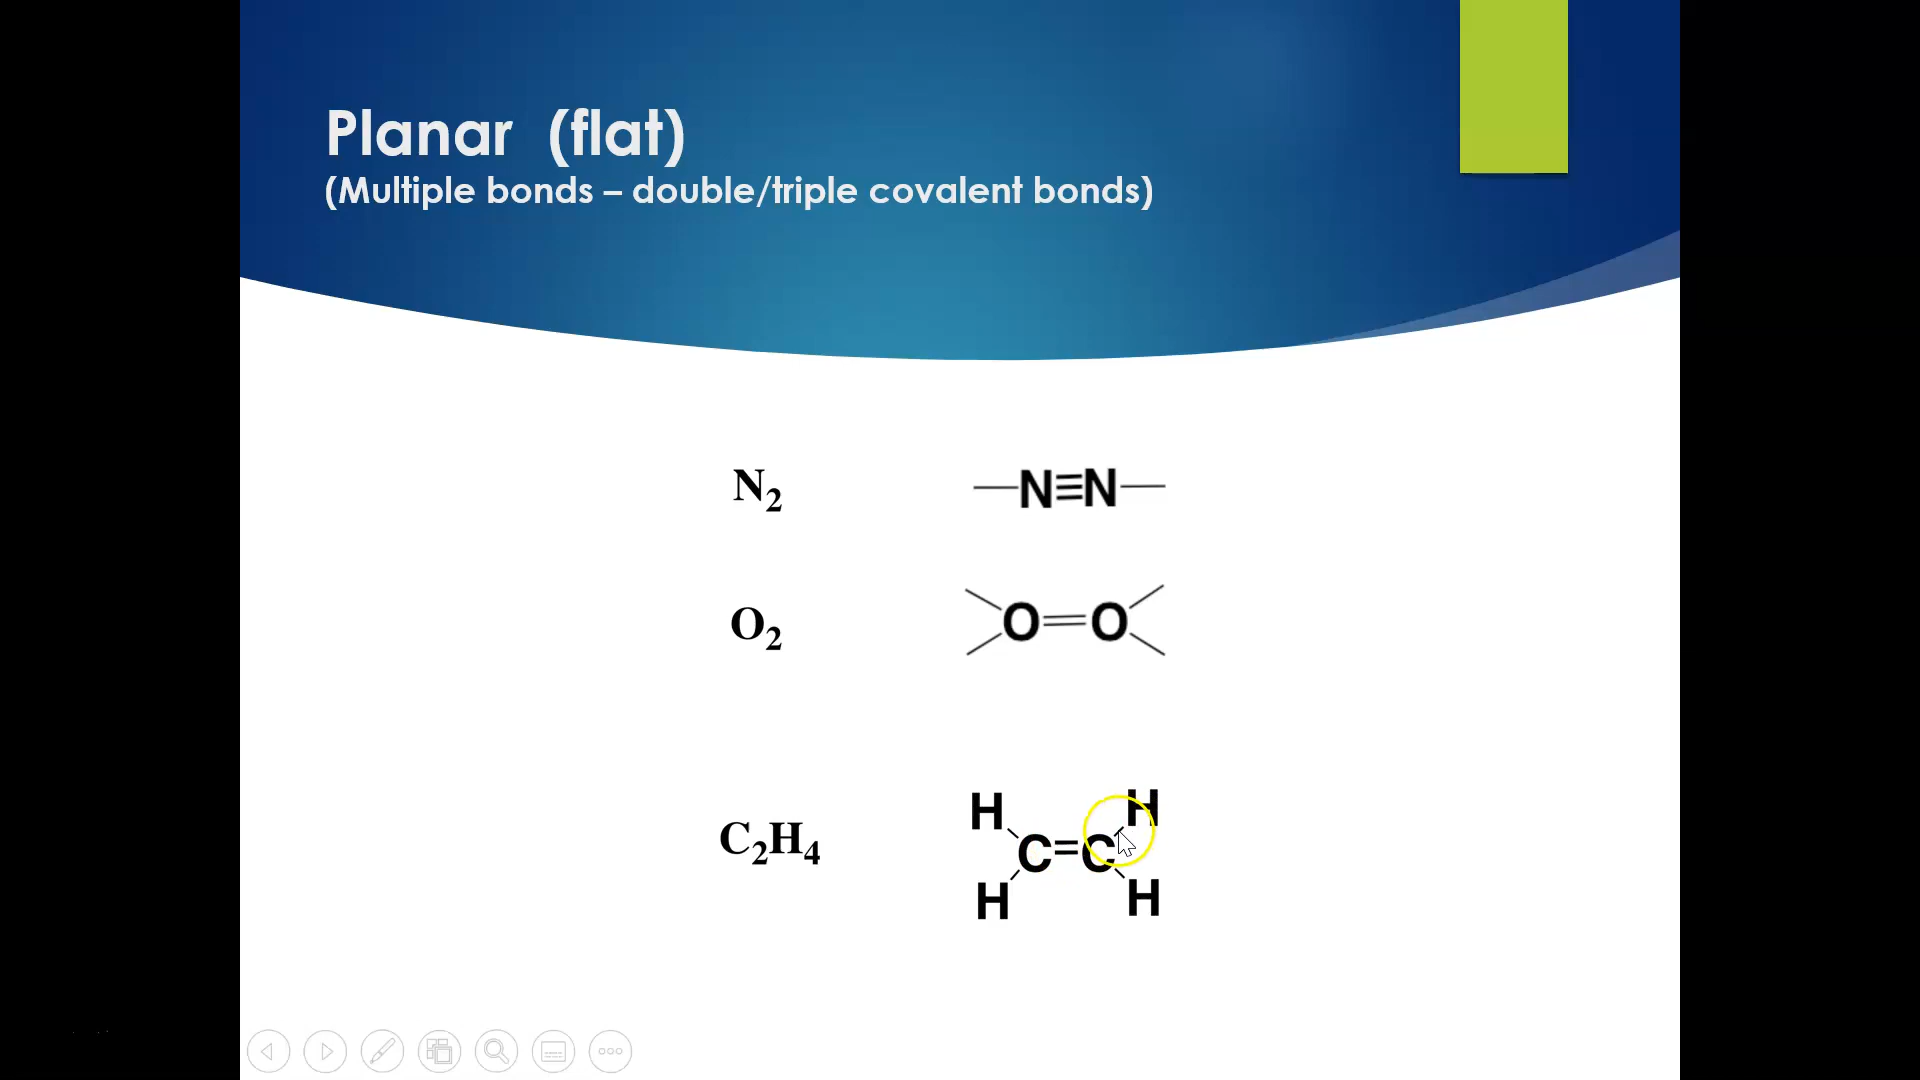 Planar (flat)
(Multiple bonds – double/triple covalent bonds)
N₂
N≡N
O₂
O=O
H H
C₂H₄
C=C
H H